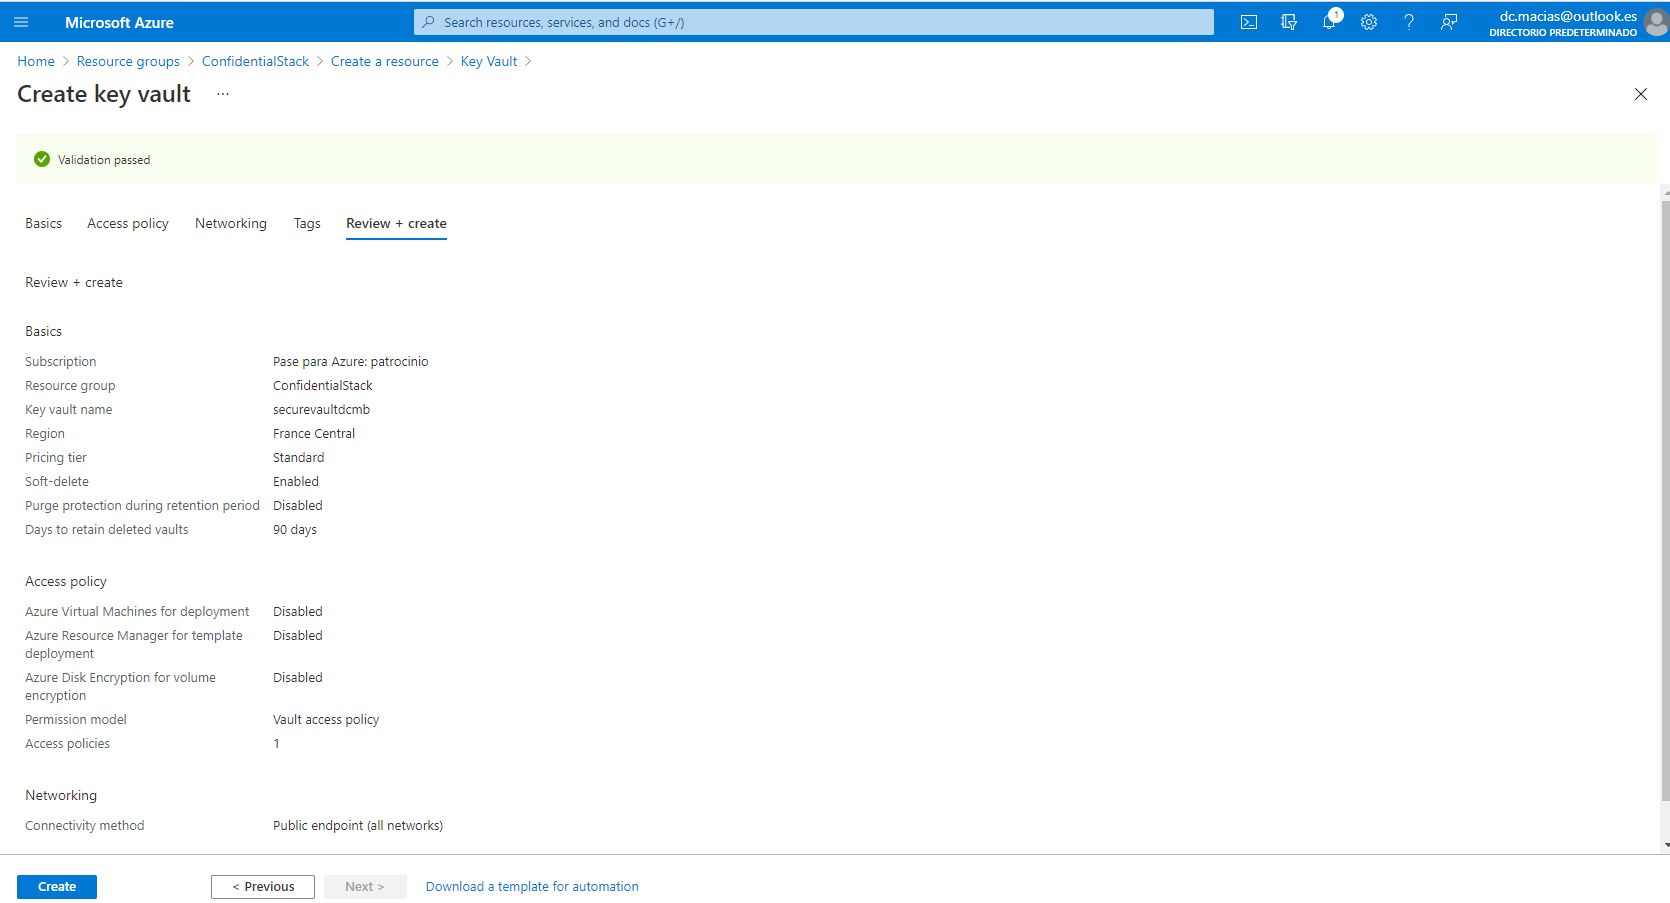 Microsoft Azure
Search resources, services, and docs (G+/)
1
dc.macias@outlook.es
DIRECTORIO PREDETERMINADO
Home > Resource groups > ConfidentialStack > Create a resource > Key Vault >
Create key vault ...
Validation passed
Basics Access policy Networking Tags Review + create
Review + create
Basics
Subscription Pase para Azure: patrocinio
Resource group ConfidentialStack
Key vault name securevaultdcmb
Region France Central
Pricing tier Standard
Soft-delete Enabled
Purge protection during retention period Disabled
Days to retain deleted vaults 90 days
Access policy
Azure Virtual Machines for deployment Disabled
Azure Resource Manager for template Disabled
deployment
Azure Disk Encryption for volume Disabled
encryption
Permission model Vault access policy
Access policies 1
Networking
Connectivity method Public endpoint (all networks)
Create < Previous Next > Download a template for automation